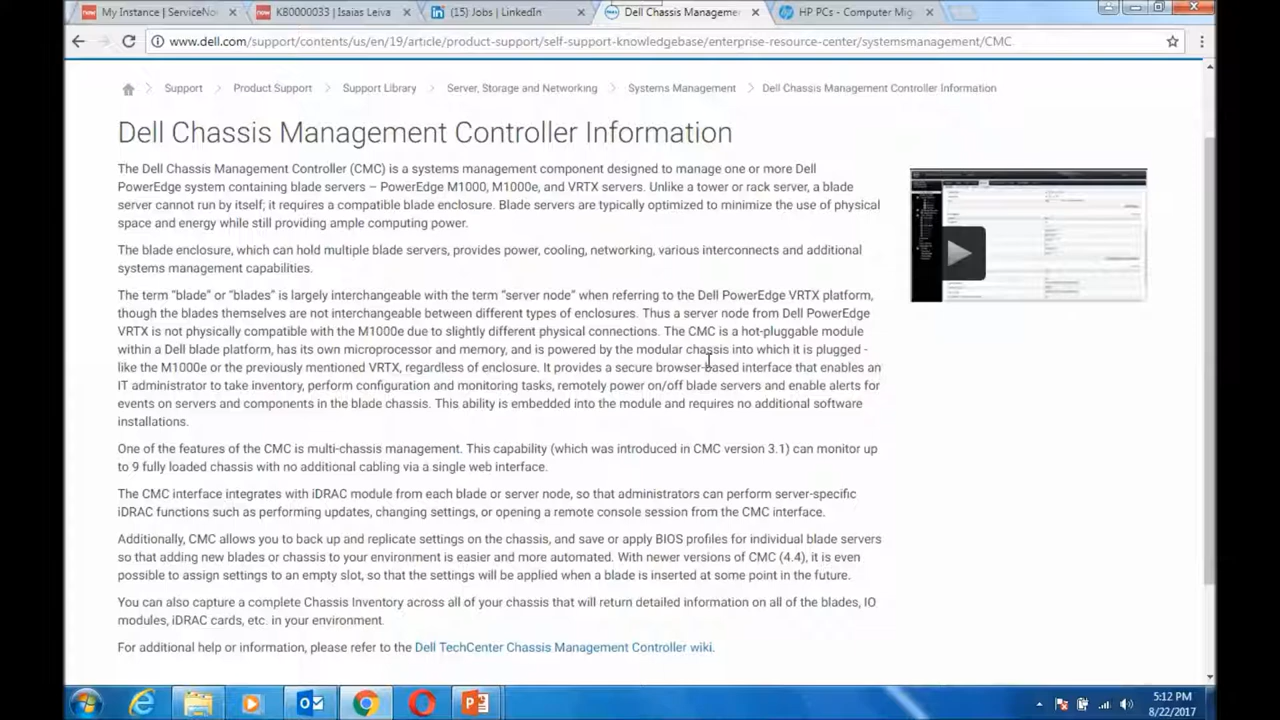 My Instance | ServiceNo
KB0000033 | Isaias Leiva
(15) Jobs | LinkedIn
Dell Chassis Managemen
HP PCs - Computer Mig
www.dell.com/support/contents/us/en/19/article/product-support/self-support-knowledgebase/enterprise-resource-center/systemsmanagement/CMC
Support
Product Support
Support Library
Server, Storage and Networking
Systems Management
Dell Chassis Management Controller Information
Dell Chassis Management Controller Information
The Dell Chassis Management Controller (CMC) is a systems management component designed to manage one or more Dell
PowerEdge system containing blade servers – PowerEdge M1000, M1000e, and VRTX servers. Unlike a tower or rack server, a blade
server cannot run by itself; it requires a compatible blade enclosure. Blade servers are typically optimized to minimize the use of physical
space and energy while still providing ample computing power.
The blade enclosure, which can hold multiple blade servers, provides power, cooling, networking, various interconnects and additional
systems management capabilities.
The term “blade” or “blades” is largely interchangeable with the term “server node” when referring to the Dell PowerEdge VRTX platform,
though the blades themselves are not interchangeable between different types of enclosures. Thus a server node from Dell PowerEdge
VRTX is not physically compatible with the M1000e due to slightly different physical connections. The CMC is a hot-pluggable module
within a Dell blade platform, has its own microprocessor and memory, and is powered by the modular chassis into which it is plugged -
like the M1000e or the previously mentioned VRTX, regardless of enclosure. It provides a secure browser-based interface that enables an
IT administrator to take inventory, perform configuration and monitoring tasks, remotely power on/off blade servers and enable alerts for
events on servers and components in the blade chassis. This ability is embedded into the module and requires no additional software
installations.
One of the features of the CMC is multi-chassis management. This capability (which was introduced in CMC version 3.1) can monitor up
to 9 fully loaded chassis with no additional cabling via a single web interface.
The CMC interface integrates with iDRAC module from each blade or server node, so that administrators can perform server-specific
iDRAC functions such as performing updates, changing settings, or opening a remote console session from the CMC interface.
Additionally, CMC allows you to back up and replicate settings on the chassis, and save or apply BIOS profiles for individual blade servers
so that adding new blades or chassis to your environment is easier and more automated. With newer versions of CMC (4.4), it is even
possible to assign settings to an empty slot, so that the settings will be applied when a blade is inserted at some point in the future.
You can also capture a complete Chassis Inventory across all of your chassis that will return detailed information on all of the blades, IO
modules, iDRAC cards, etc. in your environment.
For additional help or information, please refer to the Dell TechCenter Chassis Management Controller wiki.
5:12 PM
8/22/2017